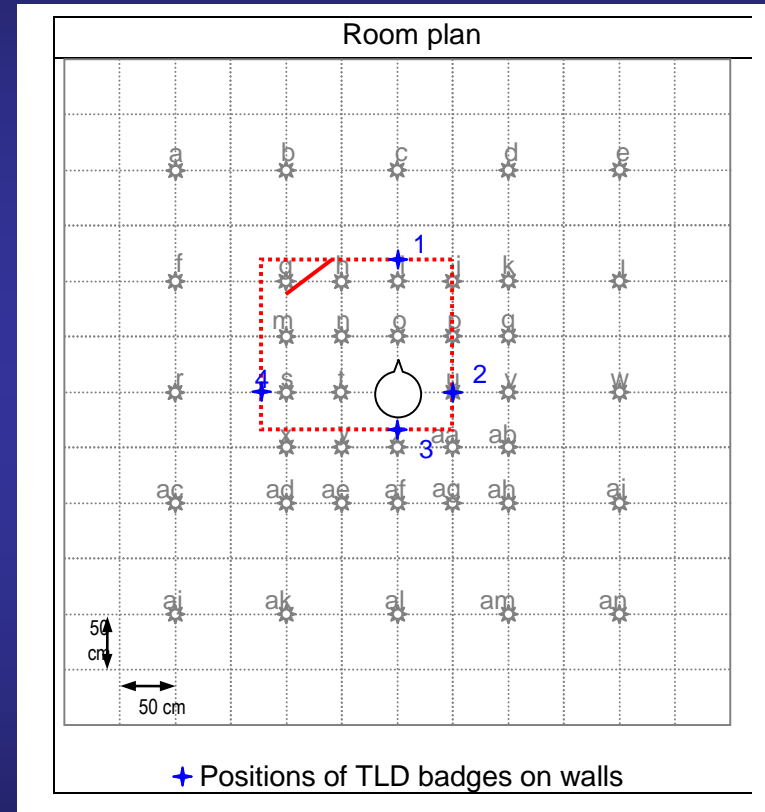 Room plan
a b c d e
1
f g h i j k l
m n o p q
r 4 s t u 2 v w
x y aa ab
3
ac ad ae af ag ah ai
aj ak al am an
50
cm
50 cm
Positions of TLD badges on walls